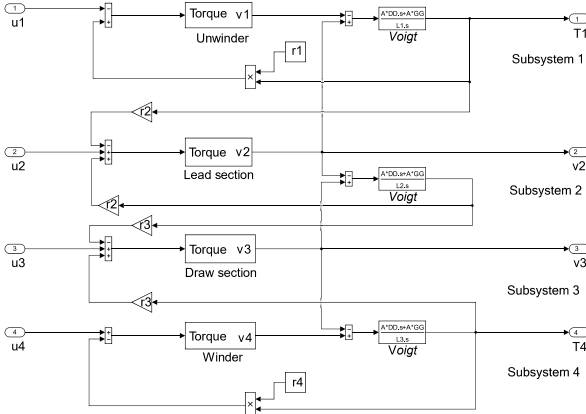 1
u1
−
+
Torque v1
Unwinder
−
+
A*DD.s+A*GG
L1.s
Voigt
1
T1
r1
×
Subsystem 1
r2
2
u2
−
+
+
Torque v2
Lead section
2
v2
−
+
A*DD.s+A*GG
L2.s
Voigt
Subsystem 2
r2
r3
3
u3
−
+
+
Torque v3
Draw section
3
v3
Subsystem 3
r3
4
u4
+
−
Torque v4
Winder
−
+
A*DD.s+A*GG
L3.s
Voigt
4
T4
r4
×
Subsystem 4